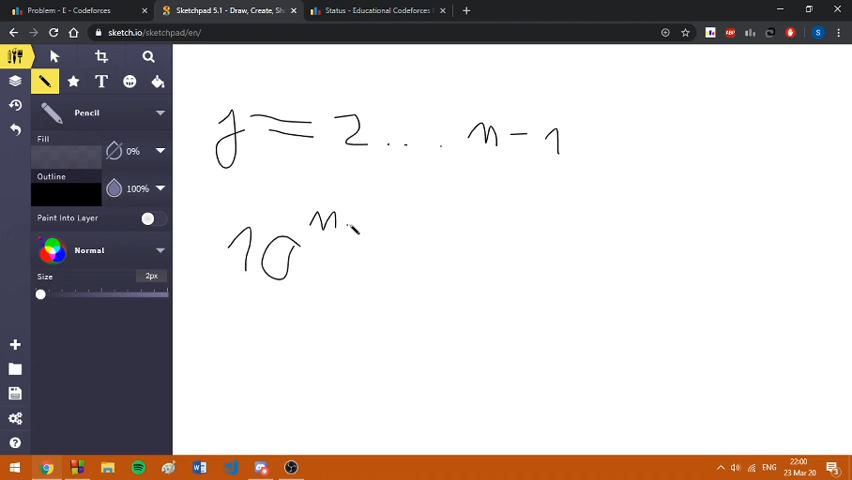 Problem - E - Codeforces
Sketchpad 5.1 - Draw, Create, Sh
Status - Educational Codeforces
sketch.io/sketchpad/en/
Pencil
Fill
0%
Outline
100%
Paint Into Layer
Normal
Size
2px
j = 2 .. . n - 1
10^n.
ENG
22:00
23 Mar 20
3